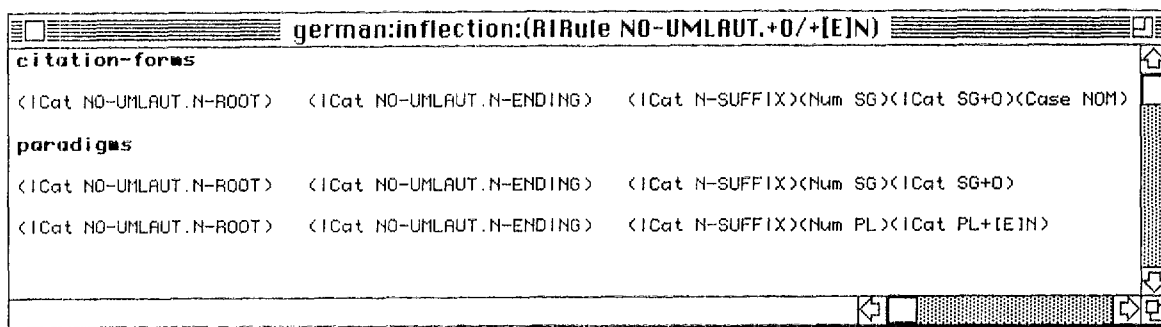 german:inflection:(RIRule NO-UMLAUT.+0/+[E]N)
citation-forms
(ICat NO-UMLAUT.N-ROOT) (ICat NO-UMLAUT.N-ENDING) (ICat N-SUFFIX)(Num SG)(ICat SG+0)(Case NOM)
paradigms
(ICat NO-UMLAUT.N-ROOT) (ICat NO-UMLAUT.N-ENDING) (ICat N-SUFFIX)(Num SG)(ICat SG+0)
(ICat NO-UMLAUT.N-ROOT) (ICat NO-UMLAUT.N-ENDING) (ICat N-SUFFIX)(Num PL)(ICat PL+[E]N)